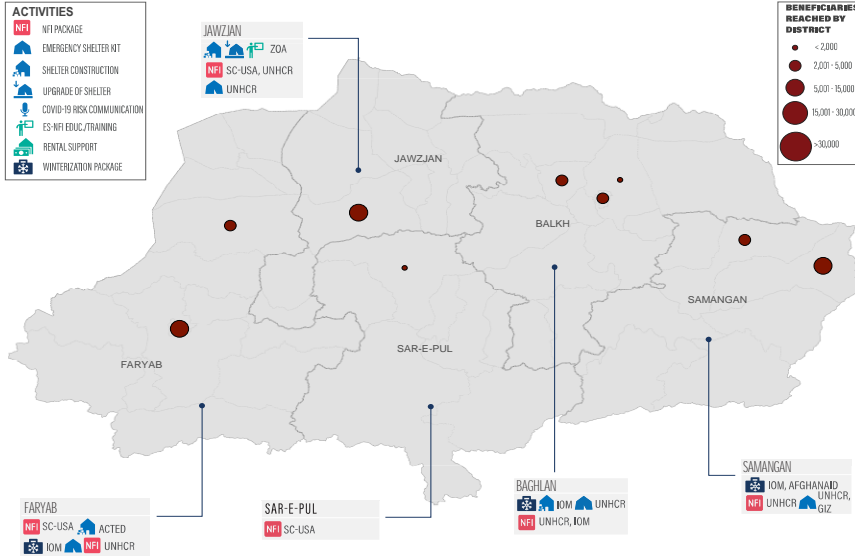 ACTIVITIES
NFI NFI PACKAGE
EMERGENCY SHELTER KIT
SHELTER CONSTRUCTION
UPGRADE OF SHELTER
COVID-19 RISK COMMUNICATION
ES-NFI EDUC./TRAINING
RENTAL SUPPORT
WINTERIZATION PACKAGE
JAWZJAN
ZOA
NFI SC-USA, UNHCR
UNHCR
BENEFICIARIES
REACHED BY
DISTRICT
< 2,000
2,001 - 5,000
5,001 - 15,000
15,001 - 30,000
>30,000
JAWZJAN
BALKH
SAMANGAN
SAR-E-PUL
FARYAB
FARYAB
NFI SC-USA ACTED
IOM NFI UNHCR
SAR-E-PUL
NFI SC-USA
BAGHLAN
IOM UNHCR
NFI UNHCR, IOM
SAMANGAN
IOM, AFGHANAID
NFI UNHCR UNHCR,
GIZ